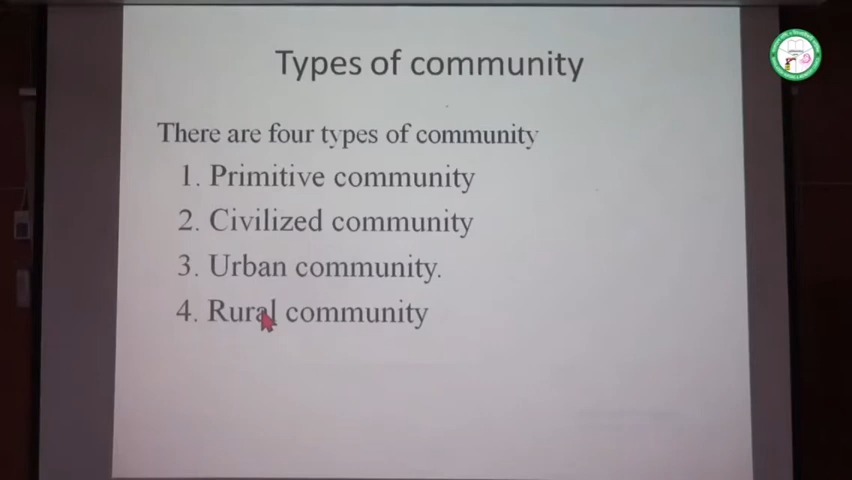 Types of community
There are four types of community
1. Primitive community
2. Civilized community
3. Urban community.
4. Rural community